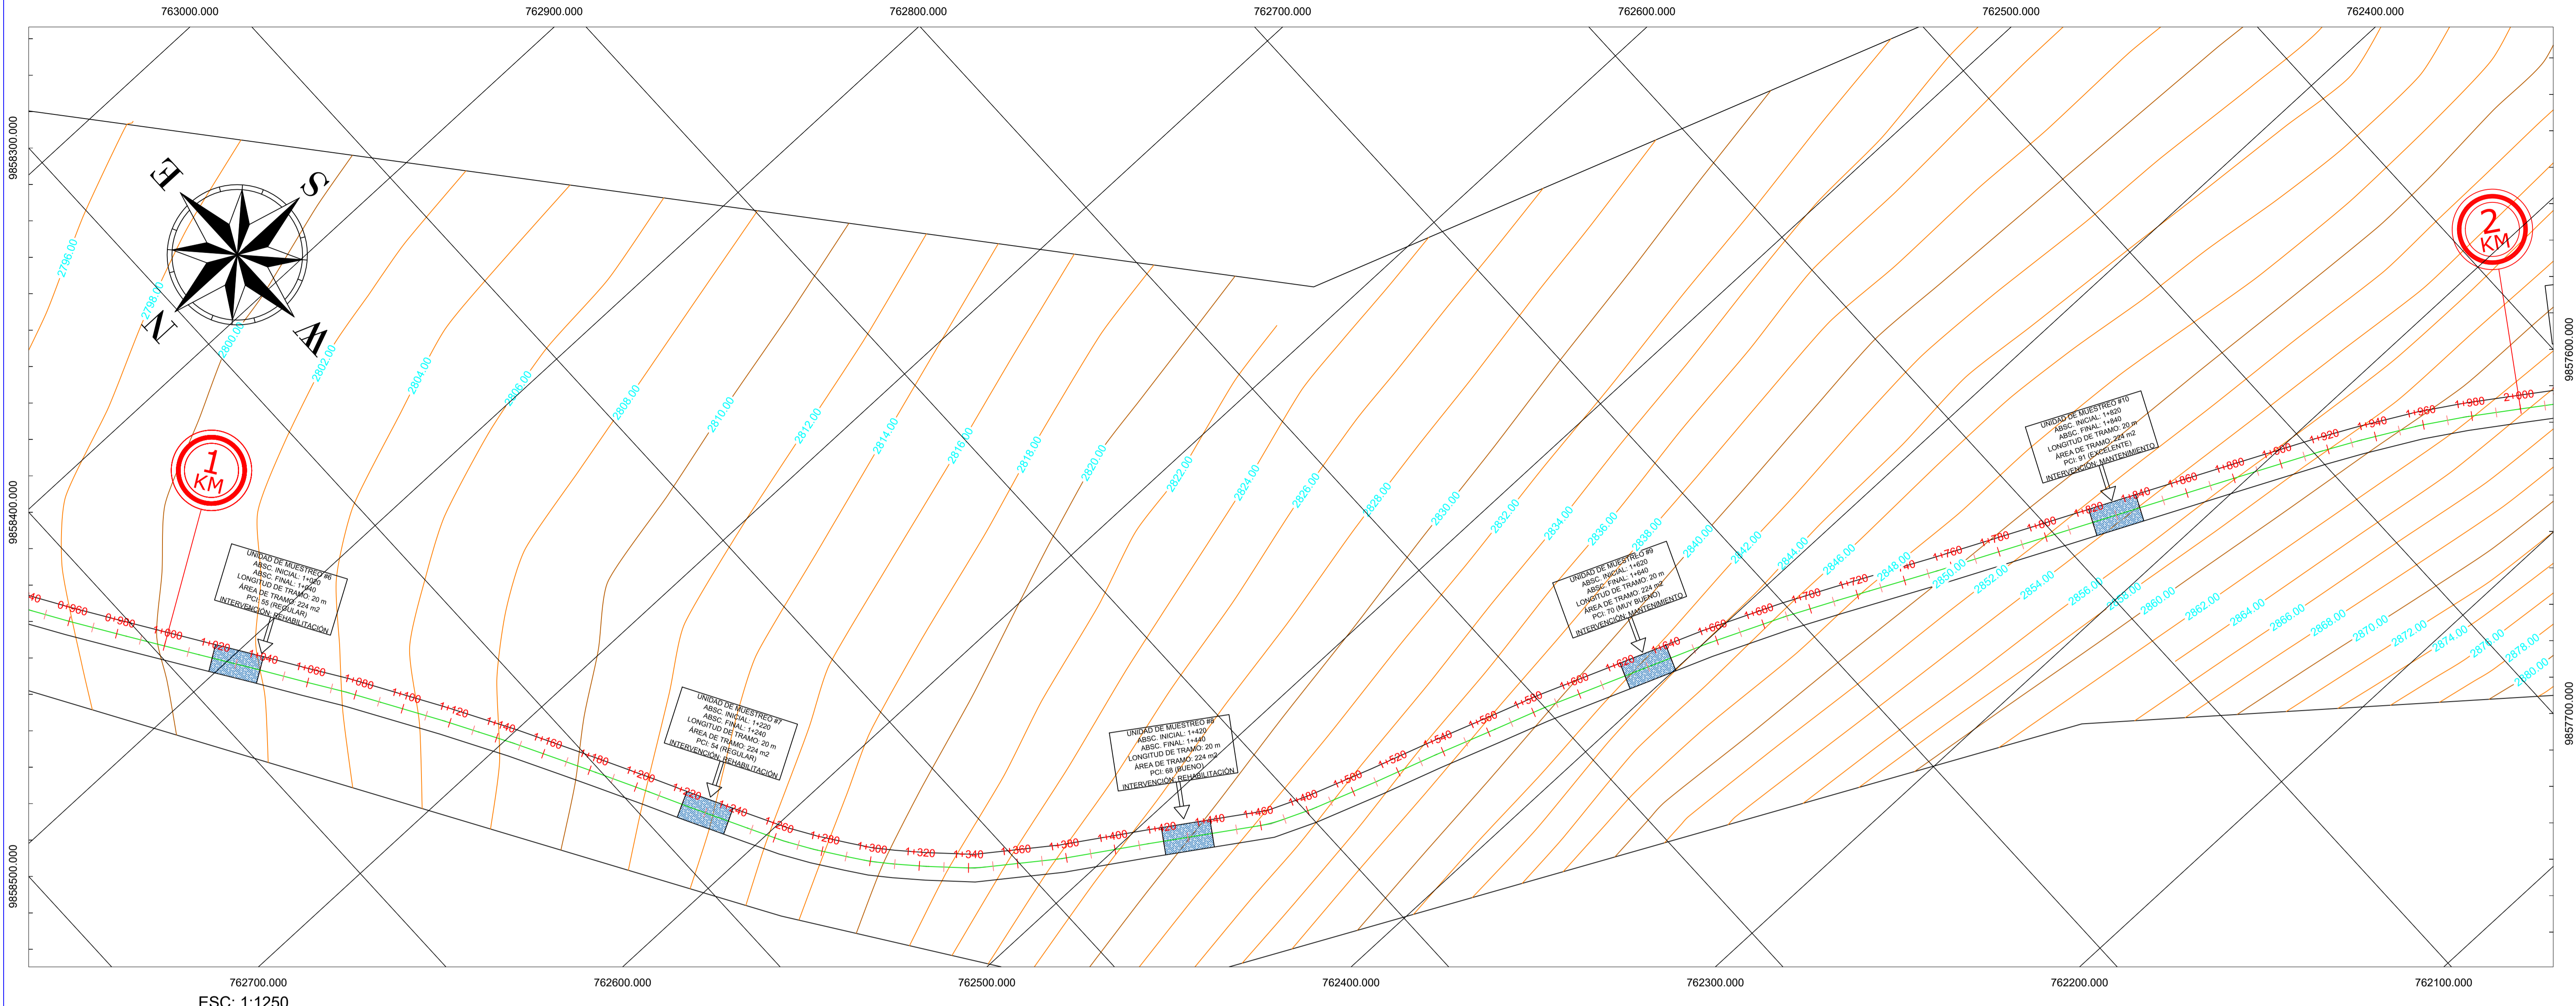 763000.000
762900.000
762800.000
762700.000
762600.000
762500.000
762400.000
9858300.000
9858400.000
9858500.000
E
S
N
W
1
KM
2
KM
2796.00
2798.00
2800.00
2802.00
2804.00
2806.00
2808.00
2810.00
2812.00
2814.00
2816.00
2818.00
2820.00
2822.00
2824.00
2826.00
2828.00
2830.00
2832.00
2834.00
2836.00
2838.00
2840.00
2842.00
2844.00
2846.00
2848.00
2850.00
2852.00
2854.00
2856.00
2858.00
2860.00
2862.00
2864.00
2866.00
2868.00
2870.00
2872.00
2874.00
2876.00
2878.00
2880.00
UNIDAD DE MUESTREO #6
ABSC. INICIAL: 1+020
ABSC. FINAL: 1+040
LONGITUD DE TRAMO: 20 m
ÁREA DE TRAMO: 224 m2
PCI: 55 (REGULAR)
INTERVENCIÓN: REHABILITACIÓN
UNIDAD DE MUESTREO #7
ABSC. INICIAL: 1+220
ABSC. FINAL: 1+240
LONGITUD DE TRAMO: 20 m
ÁREA DE TRAMO: 224 m2
PCI: 54 (REGULAR)
INTERVENCIÓN: REHABILITACIÓN
UNIDAD DE MUESTREO #8
ABSC. INICIAL: 1+420
ABSC. FINAL: 1+440
LONGITUD DE TRAMO: 20 m
ÁREA DE TRAMO: 224 m2
PCI: 68 (BUENO)
INTERVENCIÓN: REHABILITACIÓN
UNIDAD DE MUESTREO #9
ABSC. INICIAL: 1+620
ABSC. FINAL: 1+640
LONGITUD DE TRAMO: 20 m
ÁREA DE TRAMO: 224 m2
PCI: 70 (MUY BUENO)
INTERVENCIÓN: MANTENIMIENTO
UNIDAD DE MUESTREO #10
ABSC. INICIAL: 1+820
ABSC. FINAL: 1+840
LONGITUD DE TRAMO: 20 m
ÁREA DE TRAMO: 224 m2
PCI: 91 (EXCELENTE)
INTERVENCIÓN: MANTENIMIENTO
40
0+960
0+980
1+000
1+020
1+040
1+060
1+080
1+100
1+120
1+140
1+160
1+180
1+200
1+220
1+240
1+260
1+280
1+300
1+320
1+340
1+360
1+380
1+400
1+420
1+440
1+460
1+480
1+500
1+520
1+540
1+560
1+580
1+600
1+620
1+640
1+660
1+680
1+700
1+720
1+760
1+780
1+800
1+820
1+840
1+860
1+880
1+900
1+920
1+940
1+960
1+980
2+000
9857600.000
9857700.000
762700.000
762600.000
762500.000
762400.000
762300.000
762200.000
762100.000
ESC: 1:1250